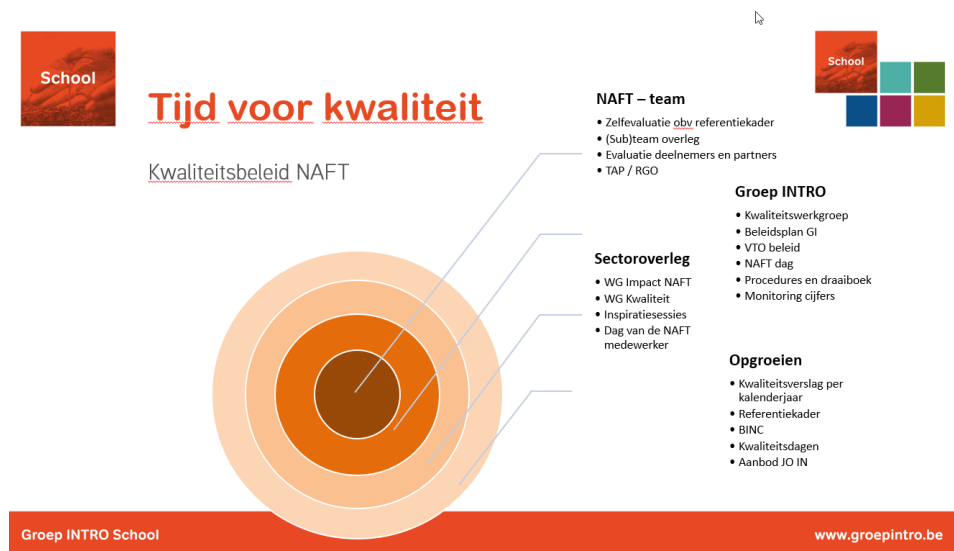 School
School
Tijd voor kwaliteit
Kwaliteitsbeleid NAFT
NAFT – team
• Zelfevaluatie obv referentiekader
• (Sub)team overleg
• Evaluatie deelnemers en partners
• TAP / RGO
Groep INTRO
• Kwaliteitswerkgroep
• Beleidsplan GI
• VTO beleid
• NAFT dag
• Procedures en draaiboek
• Monitoring cijfers
Sectoroverleg
• WG Impact NAFT
• WG Kwaliteit
• Inspiratiesessies
• Dag van de NAFT
medewerker
Opgroeien
• Kwaliteitsverslag per
kalenderjaar
• Referentiekader
• BINC
• Kwaliteitsdagen
• Aanbod JO IN
Groep INTRO School
www.groepintro.be